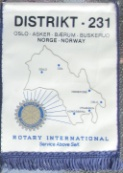 DISTRIKT - 231
OSLO - ASKER - BÆRUM - BUSKERUD
NORGE - NORWAY
ROTARY INTERNATIONAL
Service Above Self